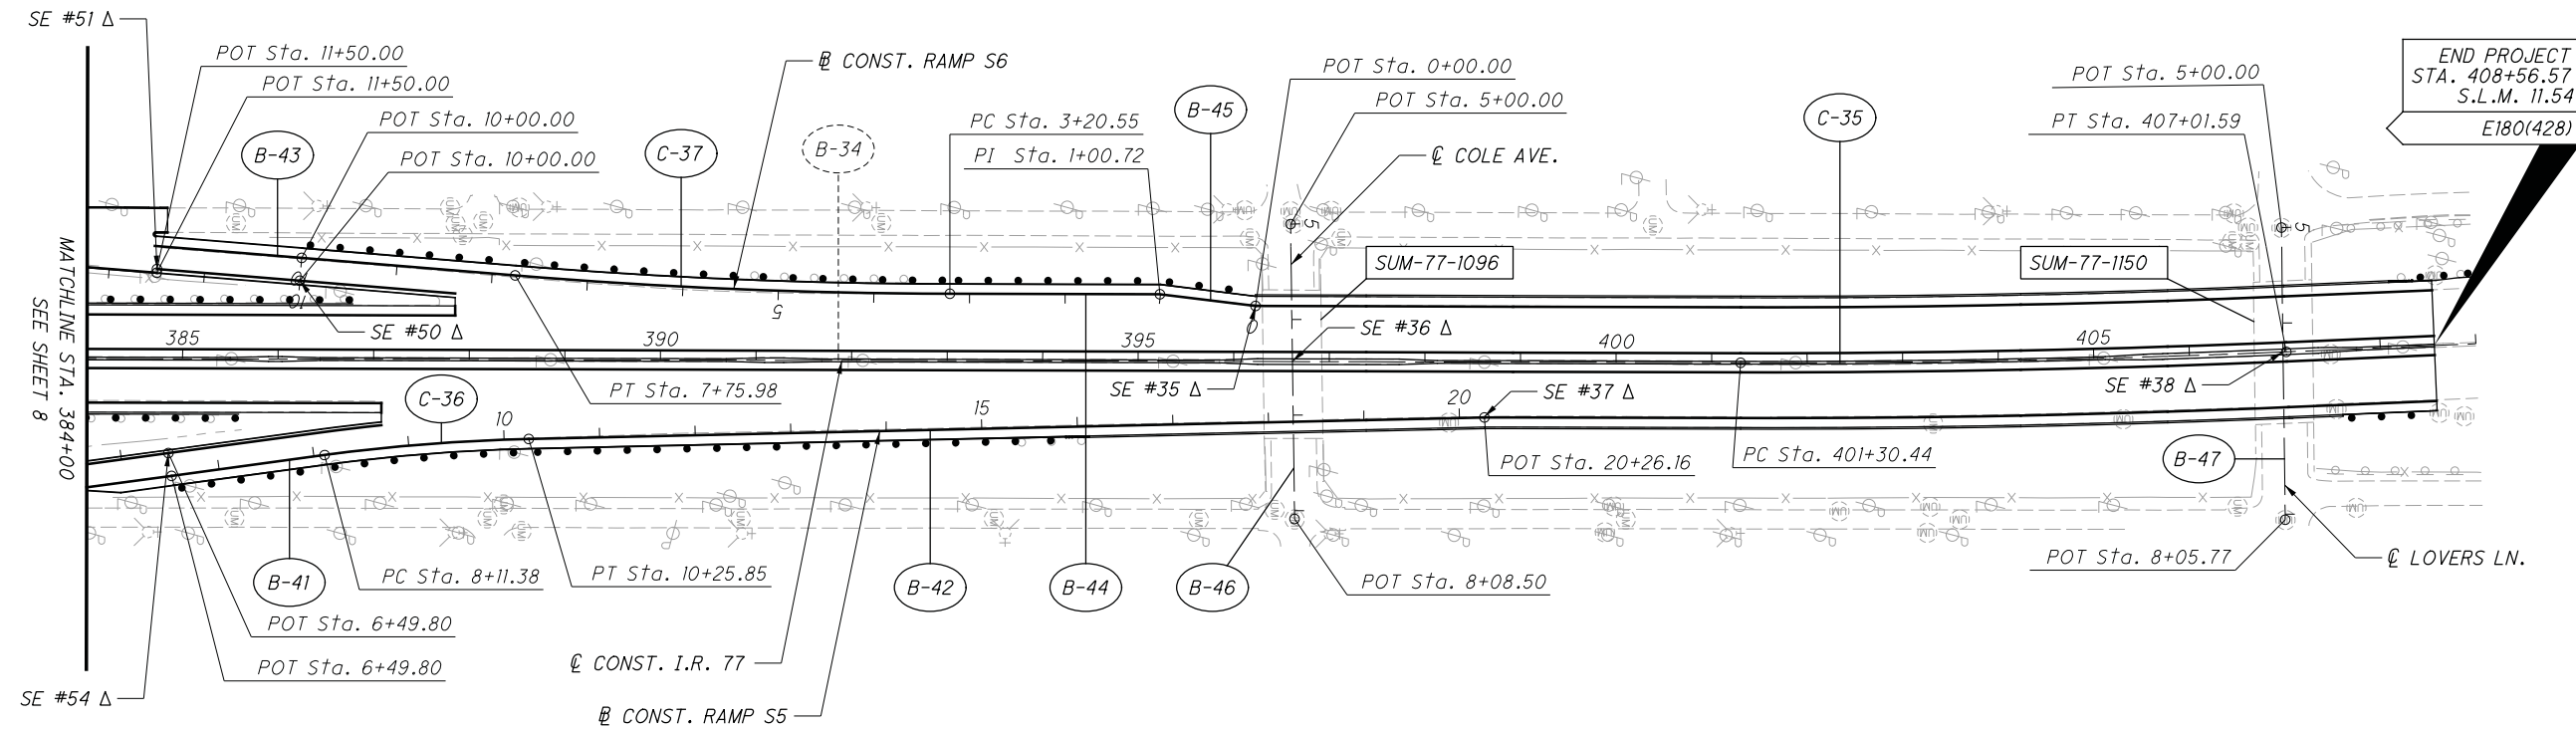 SE #51 Δ
POT Sta. 11+50.00
POT Sta. 11+50.00
POT Sta. 10+00.00
POT Sta. 10+00.00
B-43
C-37
℄ CONST. RAMP S6
B-34
PC Sta. 3+20.55
PI Sta. 1+00.72
B-45
POT Sta. 0+00.00
POT Sta. 5+00.00
℄ COLE AVE.
C-35
POT Sta. 5+00.00
PT Sta. 407+01.59
END PROJECT
STA. 408+56.57
S.L.M. 11.54
E180(428)
SUM-77-1096
SUM-77-1150
5
5
10
5
0
SE #50 Δ
SE #36 Δ
385
390
395
400
405
MATCHLINE STA. 384+00
SEE SHEET 8
C-36
PT Sta. 7+75.98
SE #35 Δ
SE #37 Δ
SE #38 Δ
10
15
20
POT Sta. 20+26.16
PC Sta. 401+30.44
B-47
B-41
PC Sta. 8+11.38
PT Sta. 10+25.85
B-42
B-44
B-46
POT Sta. 8+08.50
POT Sta. 8+05.77
℄ LOVERS LN.
POT Sta. 6+49.80
POT Sta. 6+49.80
℄ CONST. I.R. 77
SE #54 Δ
℄ CONST. RAMP S5